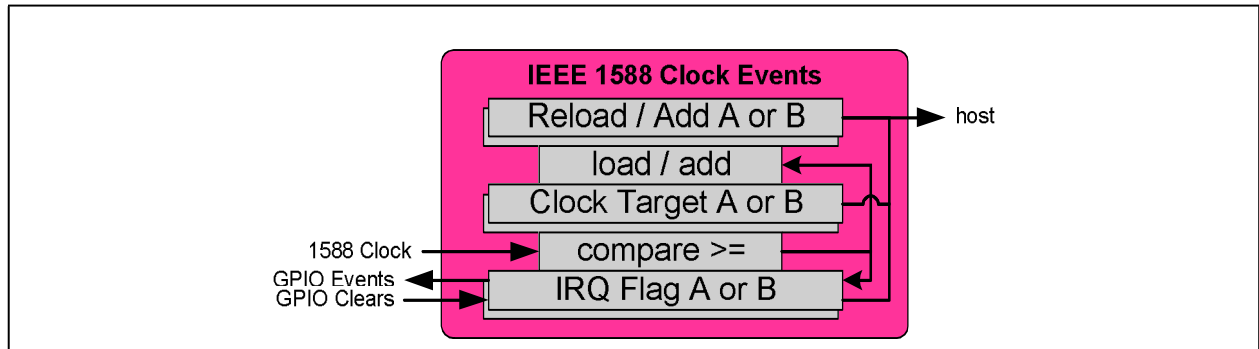 IEEE 1588 Clock Events
Reload / Add A or B
host
load / add
Clock Target A or B
1588 Clock
compare >=
GPIO Events
GPIO Clears
IRQ Flag A or B